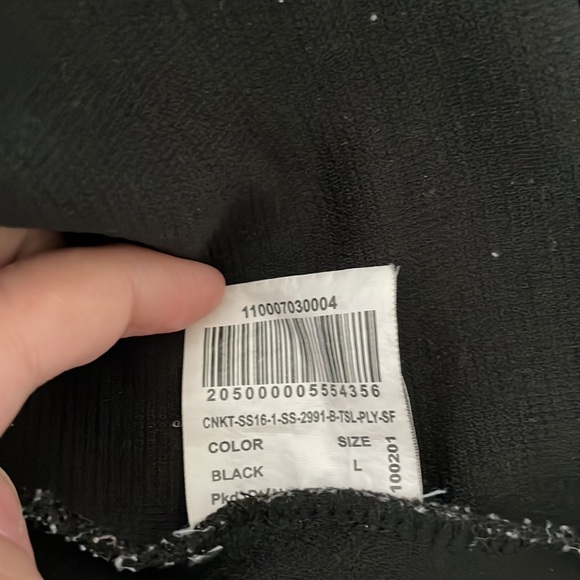 110007030004
2050000005554356
CNKT-SS16-1-SS-2991-B-TSL-PLY-SF
COLOR SIZE
BLACK L
100201